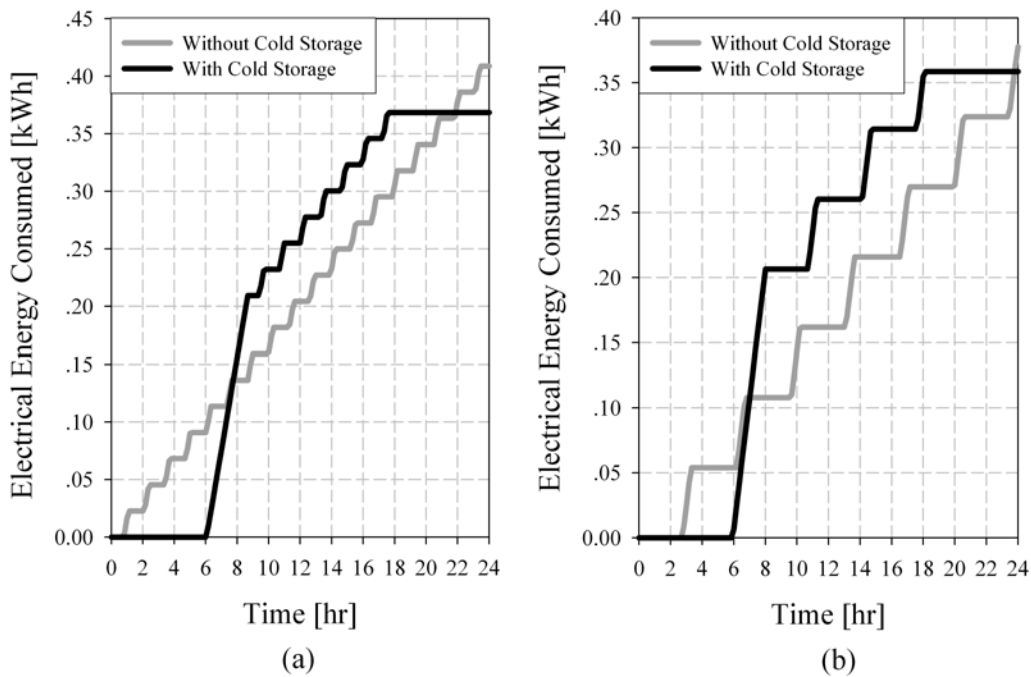 Electrical Energy Consumed [kWh]
.45
.40
.35
.30
.25
.20
.15
.10
.05
0.00
Without Cold Storage
With Cold Storage
0 2 4 6 8 10 12 14 16 18 20 22 24
Time [hr]
(a)
Electrical Energy Consumed [kWh]
.40
.35
.30
.25
.20
.15
.10
.05
0.00
Without Cold Storage
With Cold Storage
0 2 4 6 8 10 12 14 16 18 20 22 24
Time [hr]
(b)